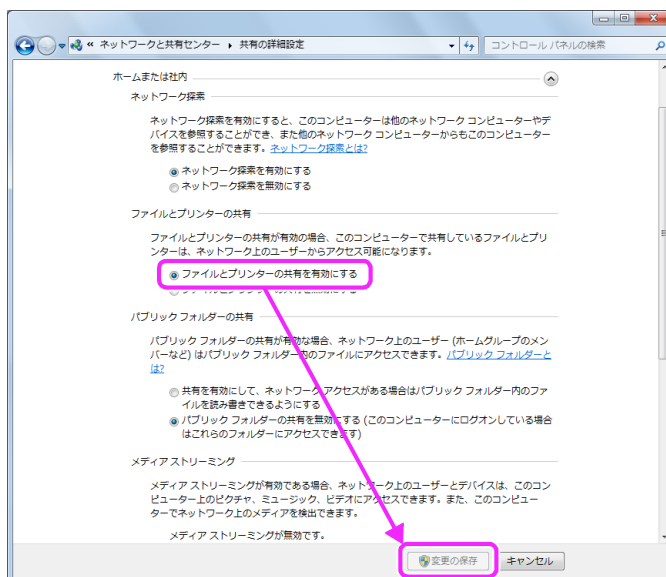 « ネットワークと共有センター ▸ 共有の詳細設定
コントロール パネルの検索
ホームまたは社内
ネットワーク探索
ネットワーク探索を有効にすると、このコンピューターは他のネットワーク コンピューターやデ
バイスを参照することができ、また他のネットワーク コンピューターからもこのコンピューター
を参照することができます。ネットワーク探索とは?
ネットワーク探索を有効にする
ネットワーク探索を無効にする
ファイルとプリンターの共有
ファイルとプリンターの共有が有効の場合、このコンピューターで共有しているファイルとプリ
ンターは、ネットワーク上のユーザーからアクセス可能になります。
ファイルとプリンターの共有を有効にする
パブリック フォルダーの共有
パブリック フォルダーの共有が有効な場合、ネットワーク上のユーザー (ホームグループのメン
バーなど) はパブリック フォルダー内のファイルにアクセスできます。パブリック フォルダーと
は?
共有を有効にして、ネットワーク アクセスがある場合はパブリック フォルダー内のファ
イルを読み書きできるようにする
パブリック フォルダーの共有を無効にする (このコンピューターにログオンしている場合
はこれらのフォルダーにアクセスできます)
メディア ストリーミング
メディア ストリーミングが有効である場合、ネットワーク上のユーザーとデバイスは、このコン
ピューター上のピクチャ、ミュージック、ビデオにアクセスできます。また、このコンピュー
ターでネットワーク上のメディアを検出できます。
メディア ストリーミングが無効です。
変更の保存
キャンセル